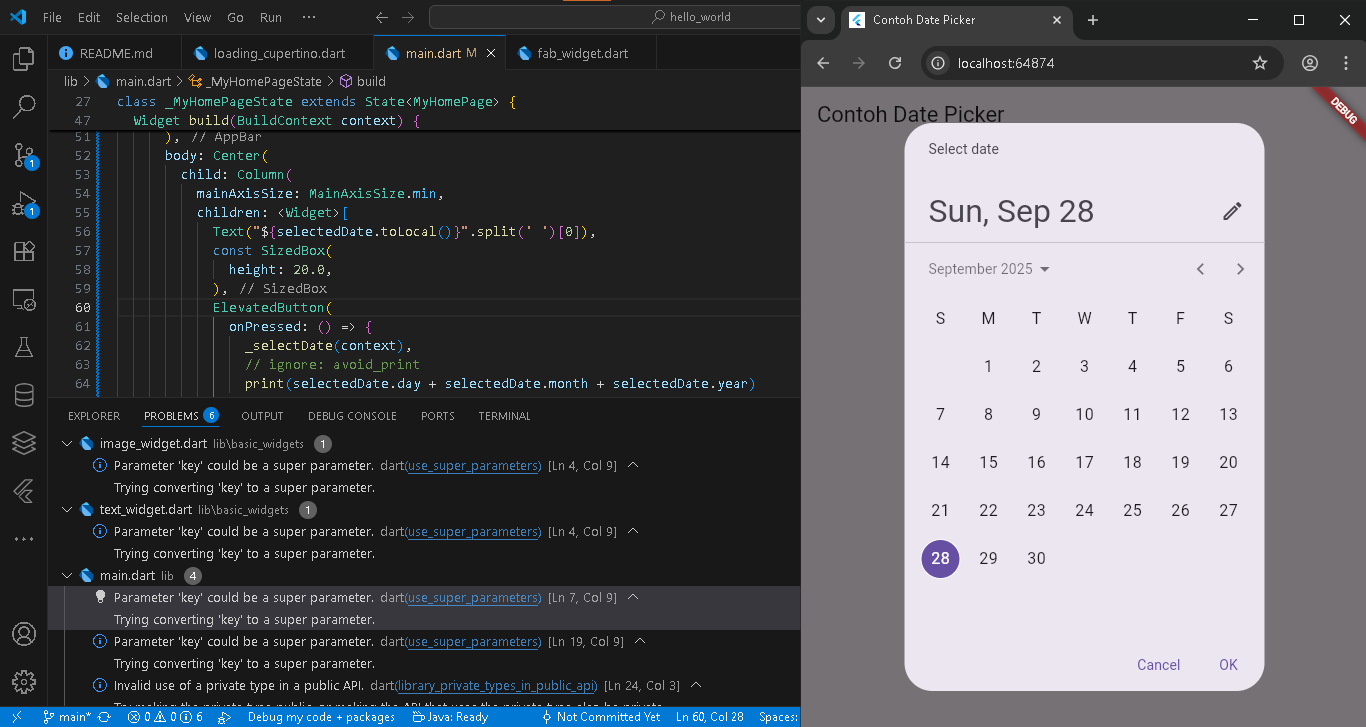 File Edit Selection View Go Run ··· hello_world
README.md loading_cupertino.dart main.dart M fab_widget.dart
lib > main.dart > _MyHomePageState > build
27 class _MyHomePageState extends State<MyHomePage> {
47 Widget build(BuildContext context) {
51 ), // AppBar
52 body: Center(
53 child: Column(
54 mainAxisSize: MainAxisSize.min,
55 children: <Widget>[
56 Text("${selectedDate.toLocal()}".split(' ')[0]),
57 const SizedBox(
58 height: 20.0,
59 ), // SizedBox
60 ElevatedButton(
61 onPressed: () => {
62 _selectDate(context),
63 // ignore: avoid_print
64 print(selectedDate.day + selectedDate.month + selectedDate.year)
EXPLORER PROBLEMS 6 OUTPUT DEBUG CONSOLE PORTS TERMINAL
image_widget.dart lib\basic_widgets 1
Parameter 'key' could be a super parameter. dart(use_super_parameters) [Ln 4, Col 9]
Trying converting 'key' to a super parameter.
text_widget.dart lib\basic_widgets 1
Parameter 'key' could be a super parameter. dart(use_super_parameters) [Ln 4, Col 9]
Trying converting 'key' to a super parameter.
main.dart lib 4
Parameter 'key' could be a super parameter. dart(use_super_parameters) [Ln 7, Col 9]
Trying converting 'key' to a super parameter.
Parameter 'key' could be a super parameter. dart(use_super_parameters) [Ln 19, Col 9]
Trying converting 'key' to a super parameter.
Invalid use of a private type in a public API. dart(library_private_types_in_public_api) [Ln 24, Col 3]
1
1
main* 0 0 6 Debug my code + packages Java: Ready Not Committed Yet Ln 60, Col 28 Spaces:
Contoh Date Picker
localhost:64874
Contoh Date Picker
DEBUG
Select date
Sun, Sep 28
September 2025
S M T W T F S
1 2 3 4 5 6
7 8 9 10 11 12 13
14 15 16 17 18 19 20
21 22 23 24 25 26 27
28 29 30
Cancel OK